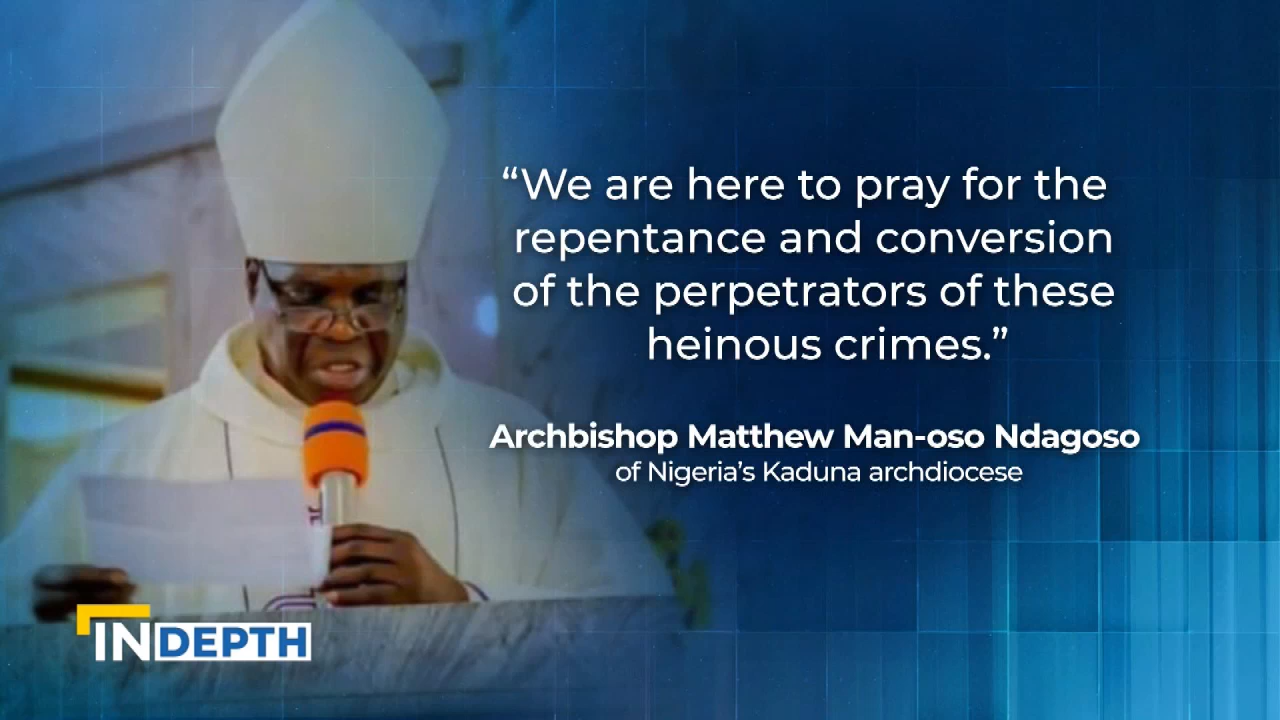 “We are here to pray for the
repentance and conversion
of the perpetrators of these
heinous crimes.”
Archbishop Matthew Man-oso Ndagoso
of Nigeria’s Kaduna archdiocese
INDEPTH